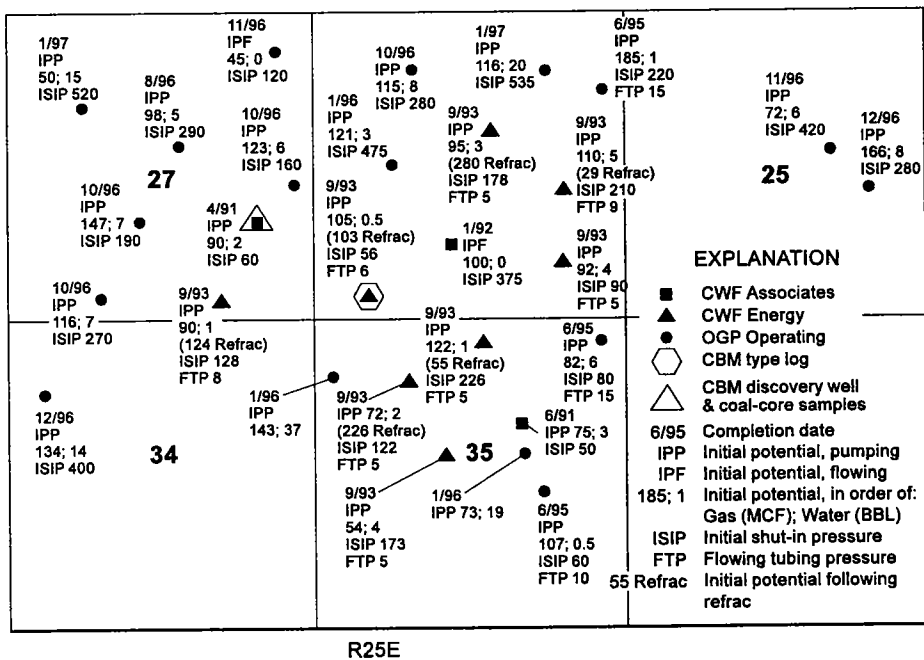 1/97
IPP
50; 15
ISIP 520
8/96
IPP
98; 5
ISIP 290
11/96
IPF
45; 0
ISIP 120
10/96
IPP
123; 6
ISIP 160
27
10/96
IPP
147; 7
ISIP 190
4/91
IPP
90; 2
ISIP 60
10/96
IPP
116; 7
ISIP 270
9/93
IPP
90; 1
(124 Refrac)
ISIP 128
FTP 8
1/96
IPP
121; 3
ISIP 475
10/96
IPP
115; 8
ISIP 280
1/97
IPP
116; 20
ISIP 535
6/95
IPP
185; 1
ISIP 220
FTP 15
9/93
IPP
95; 3
(280 Refrac)
ISIP 178
FTP 5
9/93
IPP
110; 5
(29 Refrac)
ISIP 210
FTP 9
9/93
IPP
105; 0.5
(103 Refrac)
ISIP 56
FTP 6
1/92
IPF
100; 0
ISIP 375
9/93
IPP
92; 4
ISIP 90
FTP 5
11/96
IPP
72; 6
ISIP 420
12/96
IPP
166; 8
ISIP 280
25
12/96
IPP
134; 14
ISIP 400
34
1/96
IPP
143; 37
9/93
IPP 72; 2
(226 Refrac)
ISIP 122
FTP 5
9/93
IPP
122; 1
(55 Refrac)
ISIP 226
FTP 5
6/95
IPP
82; 6
ISIP 80
FTP 15
6/91
IPP 75; 3
ISIP 50
35
9/93
IPP
54; 4
ISIP 173
FTP 5
1/96
IPP 73; 19
6/95
IPP
107; 0.5
ISIP 60
FTP 10
EXPLANATION
CWF Associates
CWF Energy
OGP Operating
CBM type log
CBM discovery well
& coal-core samples
6/95 Completion date
IPP Initial potential, pumping
IPF Initial potential, flowing
185; 1 Initial potential, in order of:
Gas (MCF); Water (BBL)
ISIP Initial shut-in pressure
FTP Flowing tubing pressure
55 Refrac Initial potential following
refrac
R25E